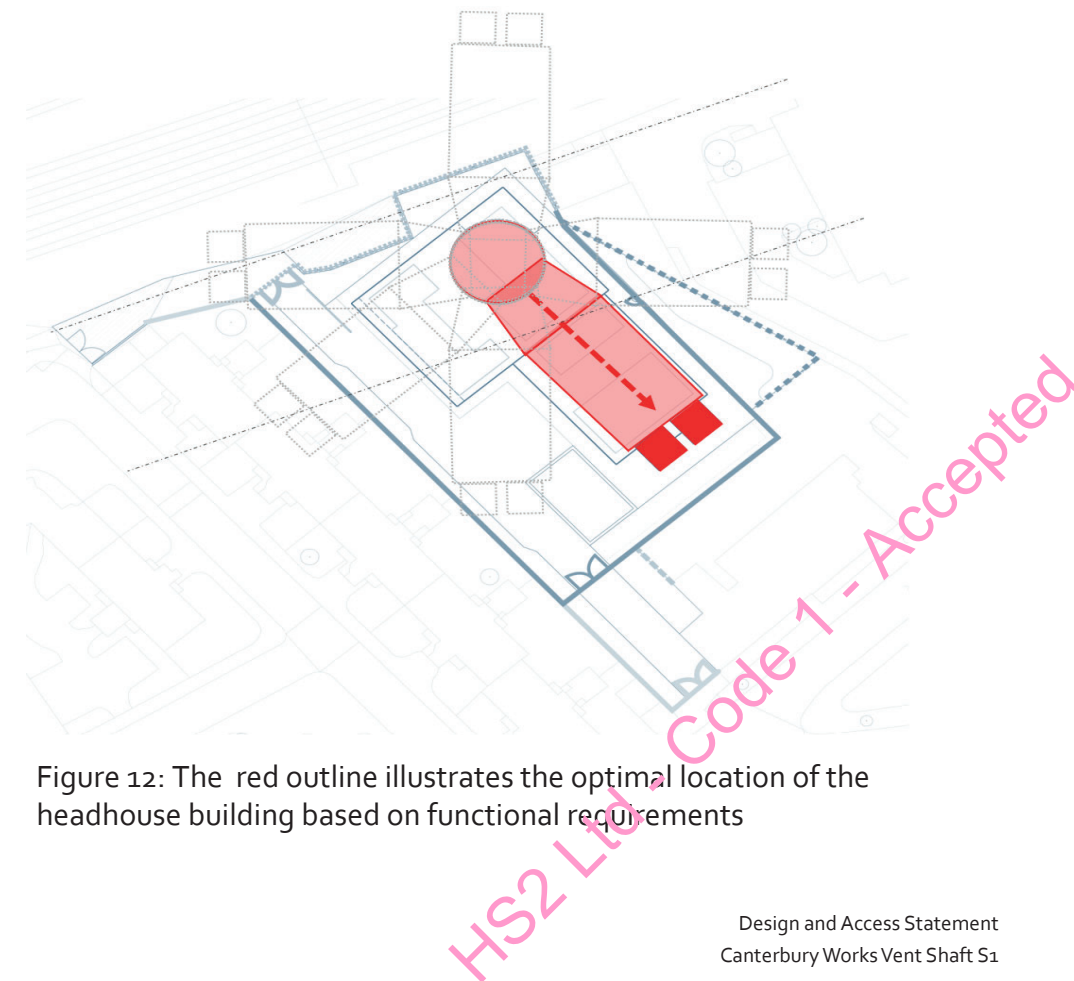 Figure 12: The red outline illustrates the optimal location of the
headhouse building based on functional requirements
HS2 Ltd - Code 1 - Accepted
Design and Access Statement
Canterbury Works Vent Shaft S1